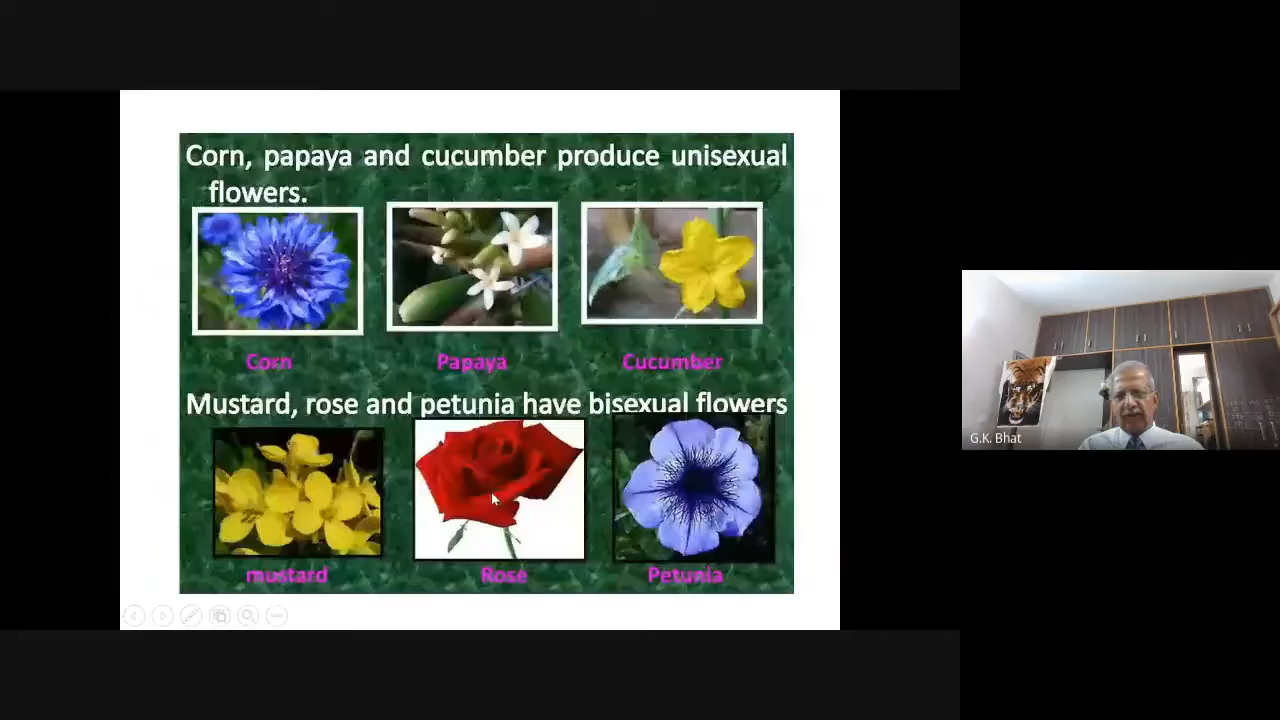 Corn, papaya and cucumber produce unisexual
flowers.
Corn
Papaya
Cucumber
Mustard, rose and petunia have bisexual flowers
mustard
Rose
Petunia
G.K. Bhat